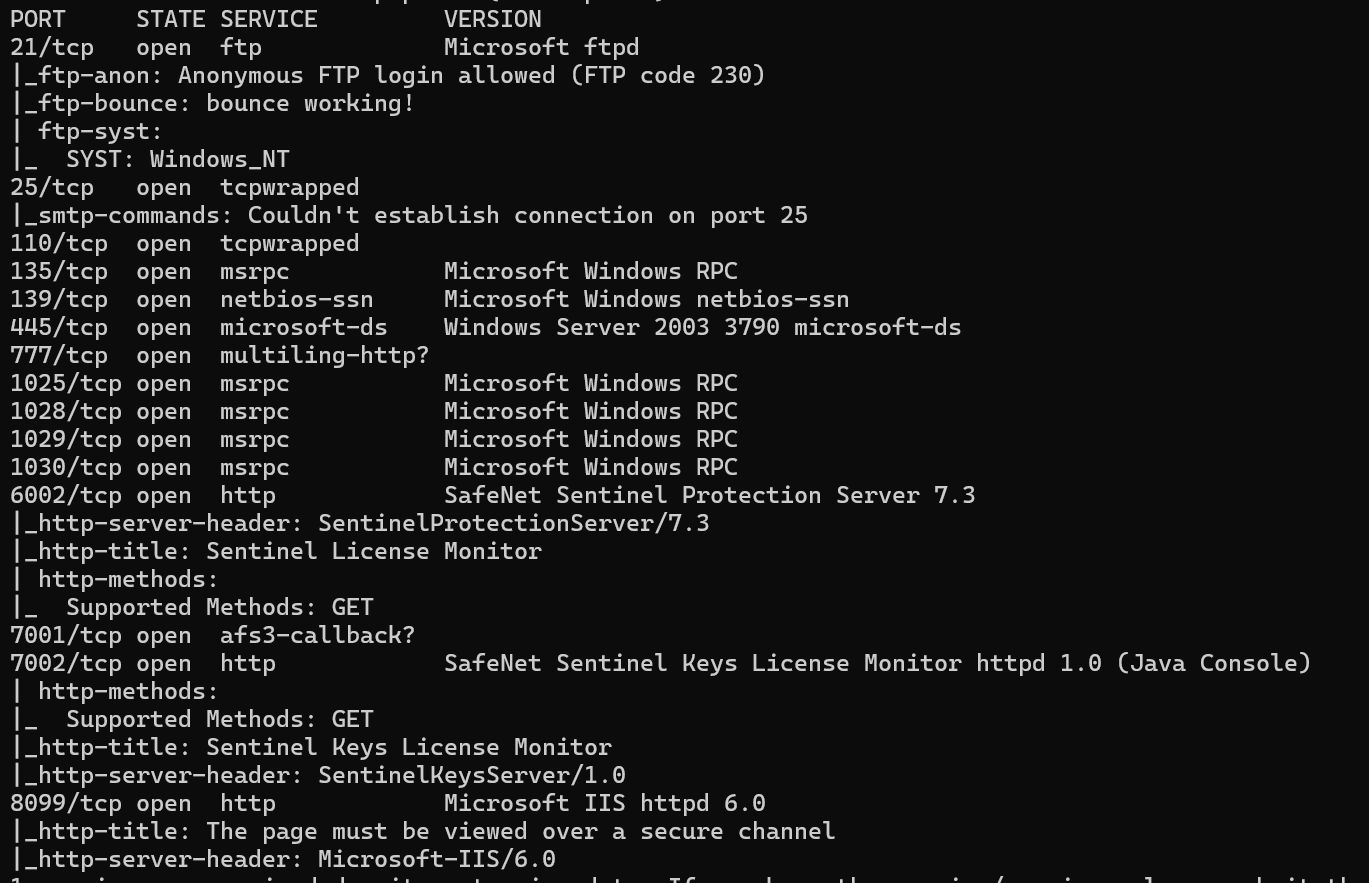 PORT     STATE SERVICE         VERSION
21/tcp   open  ftp             Microsoft ftpd
|_ftp-anon: Anonymous FTP login allowed (FTP code 230)
|_ftp-bounce: bounce working!
| ftp-syst:
|_  SYST: Windows_NT
25/tcp   open  tcpwrapped
|_smtp-commands: Couldn't establish connection on port 25
110/tcp  open  tcpwrapped
135/tcp  open  msrpc           Microsoft Windows RPC
139/tcp  open  netbios-ssn     Microsoft Windows netbios-ssn
445/tcp  open  microsoft-ds    Windows Server 2003 3790 microsoft-ds
777/tcp  open  multiling-http?
1025/tcp open  msrpc           Microsoft Windows RPC
1028/tcp open  msrpc           Microsoft Windows RPC
1029/tcp open  msrpc           Microsoft Windows RPC
1030/tcp open  msrpc           Microsoft Windows RPC
6002/tcp open  http            SafeNet Sentinel Protection Server 7.3
|_http-server-header: SentinelProtectionServer/7.3
|_http-title: Sentinel License Monitor
| http-methods:
|_  Supported Methods: GET
7001/tcp open  afs3-callback?
7002/tcp open  http            SafeNet Sentinel Keys License Monitor httpd 1.0 (Java Console)
| http-methods:
|_  Supported Methods: GET
|_http-title: Sentinel Keys License Monitor
|_http-server-header: SentinelKeysServer/1.0
8099/tcp open  http            Microsoft IIS httpd 6.0
|_http-title: The page must be viewed over a secure channel
|_http-server-header: Microsoft-IIS/6.0